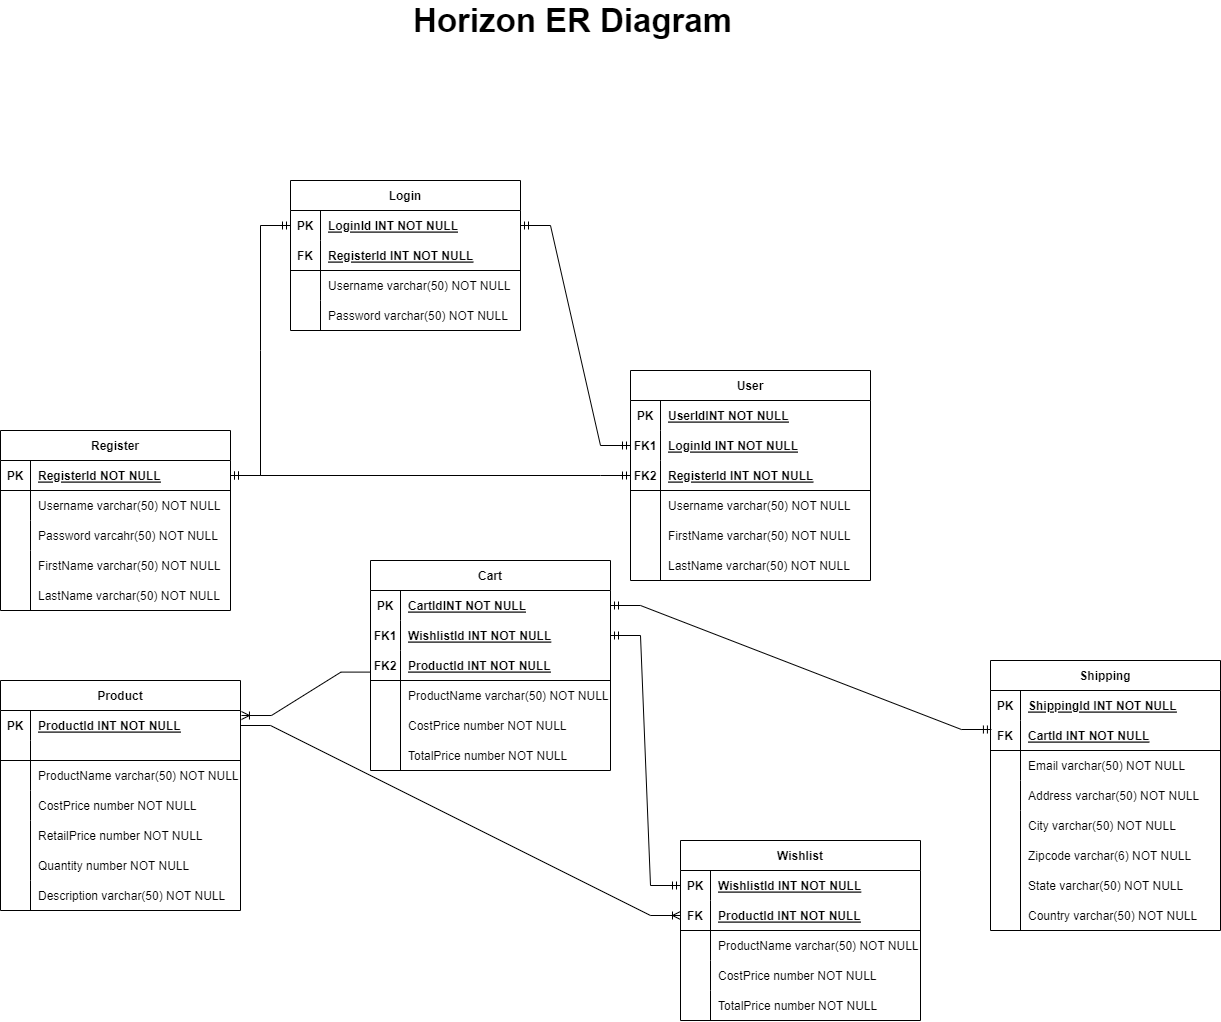 Horizon ER Diagram
Login
PK LoginId INT NOT NULL
FK RegisterId INT NOT NULL
Username varchar(50) NOT NULL
Password varchar(50) NOT NULL
User
PK UserIdINT NOT NULL
FK1 LoginId INT NOT NULL
FK2 RegisterId INT NOT NULL
Username varchar(50) NOT NULL
FirstName varchar(50) NOT NULL
LastName varchar(50) NOT NULL
Register
PK RegisterId NOT NULL
Username varchar(50) NOT NULL
Password varcahr(50) NOT NULL
FirstName varchar(50) NOT NULL
LastName varchar(50) NOT NULL
Cart
PK CartIdINT NOT NULL
FK1 WishlistId INT NOT NULL
FK2 ProductId INT NOT NULL
ProductName varchar(50) NOT NULL
CostPrice number NOT NULL
TotalPrice number NOT NULL
Product
PK ProductId INT NOT NULL
ProductName varchar(50) NOT NULL
CostPrice number NOT NULL
RetailPrice number NOT NULL
Quantity number NOT NULL
Description varchar(50) NOT NULL
Shipping
PK ShippingId INT NOT NULL
FK CartId INT NOT NULL
Email varchar(50) NOT NULL
Address varchar(50) NOT NULL
City varchar(50) NOT NULL
Zipcode varchar(6) NOT NULL
State varchar(50) NOT NULL
Country varchar(50) NOT NULL
Wishlist
PK WishlistId INT NOT NULL
FK ProductId INT NOT NULL
ProductName varchar(50) NOT NULL
CostPrice number NOT NULL
TotalPrice number NOT NULL